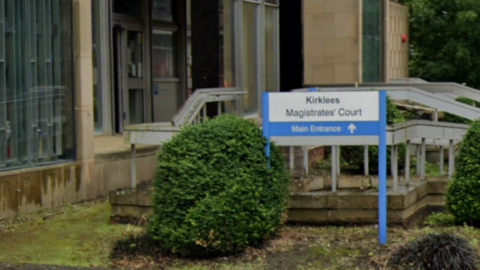 Kirklees
Magistrates' Court
Main Entrance ↑